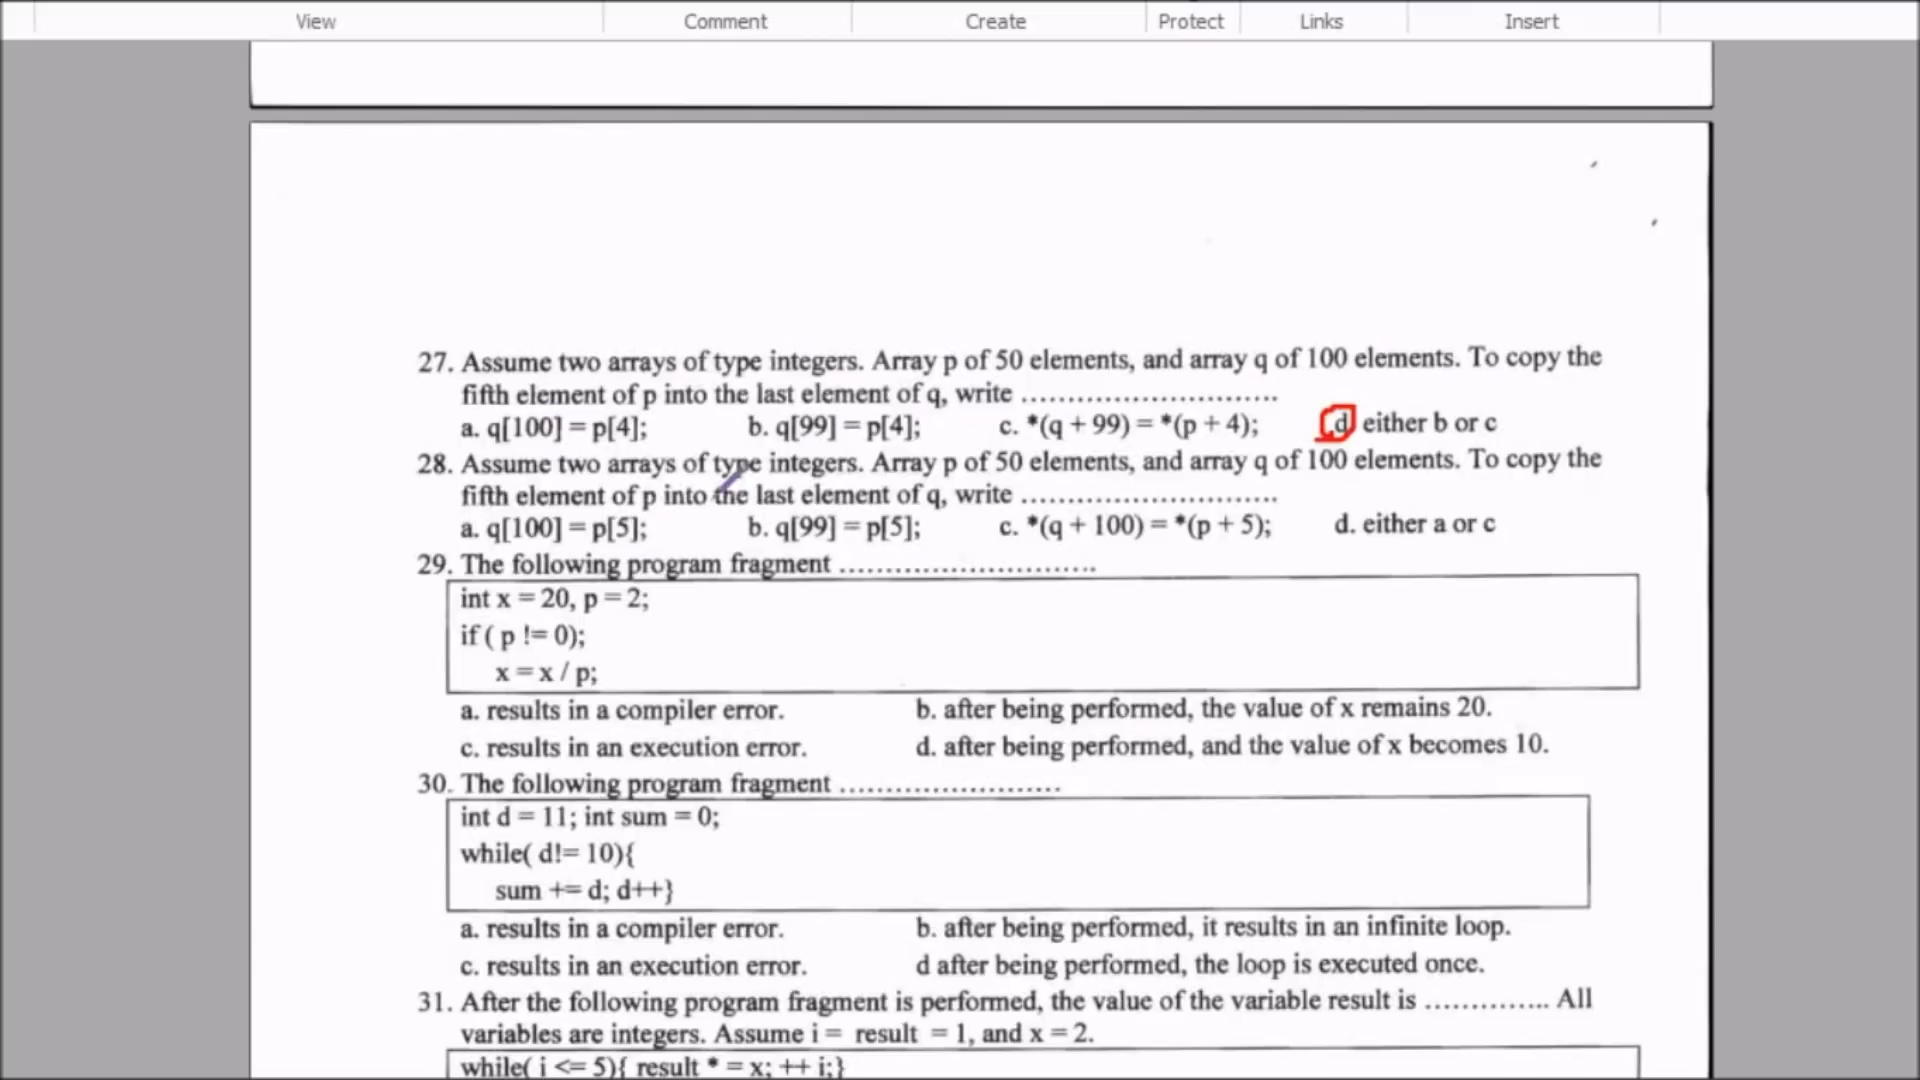 View Comment Create Protect Links Insert
27. Assume two arrays of type integers. Array p of 50 elements, and array q of 100 elements. To copy the
fifth element of p into the last element of q, write ............................
a. q[100] = p[4]; b. q[99] = p[4]; c. *(q + 99) = *(p + 4); d. either b or c
28. Assume two arrays of type integers. Array p of 50 elements, and array q of 100 elements. To copy the
fifth element of p into the last element of q, write ............................
a. q[100] = p[5]; b. q[99] = p[5]; c. *(q + 100) = *(p + 5); d. either a or c
29. The following program fragment ............................
int x = 20, p = 2;
if ( p != 0);
x = x / p;
a. results in a compiler error. b. after being performed, the value of x remains 20.
c. results in an execution error. d. after being performed, and the value of x becomes 10.
30. The following program fragment ........................
int d = 11; int sum = 0;
while( d!= 10){
sum += d; d++}
a. results in a compiler error. b. after being performed, it results in an infinite loop.
c. results in an execution error. d after being performed, the loop is executed once.
31. After the following program fragment is performed, the value of the variable result is .............. All
variables are integers. Assume i = result = 1, and x = 2.
while( i <= 5){ result * = x; ++ i;}